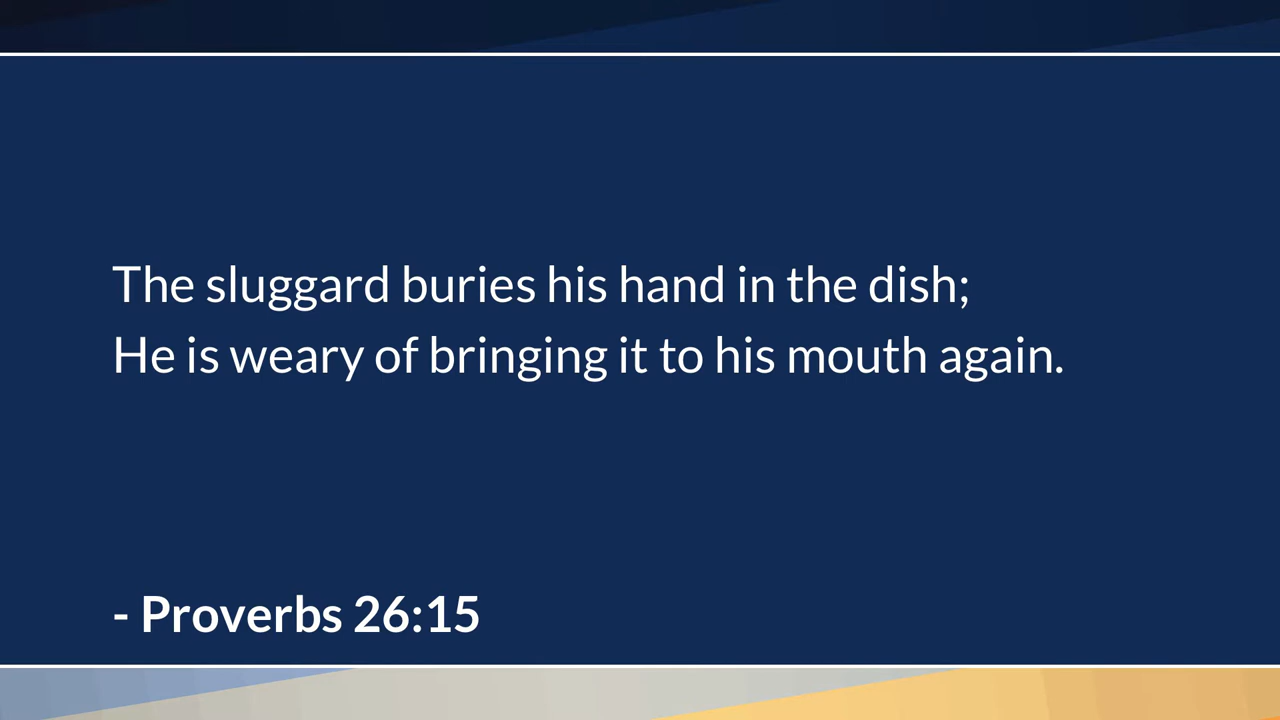 The sluggard buries his hand in the dish;
He is weary of bringing it to his mouth again.
- Proverbs 26:15